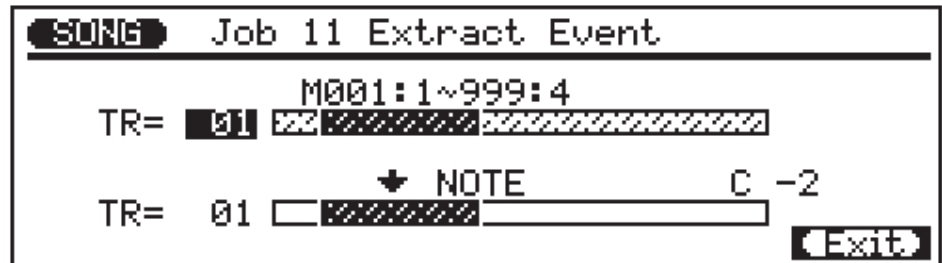 SONG Job 11 Extract Event
M001:1~999:4
TR= 01
NOTE C -2
TR= 01
Exit